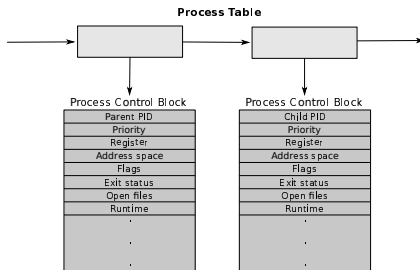 Process Table
Process Control Block
Parent PID
Priority
Register
Address space
Flags
Exit status
Open files
Runtime
Process Control Block
Child PID
Priority
Register
Address space
Flags
Exit status
Open files
Runtime